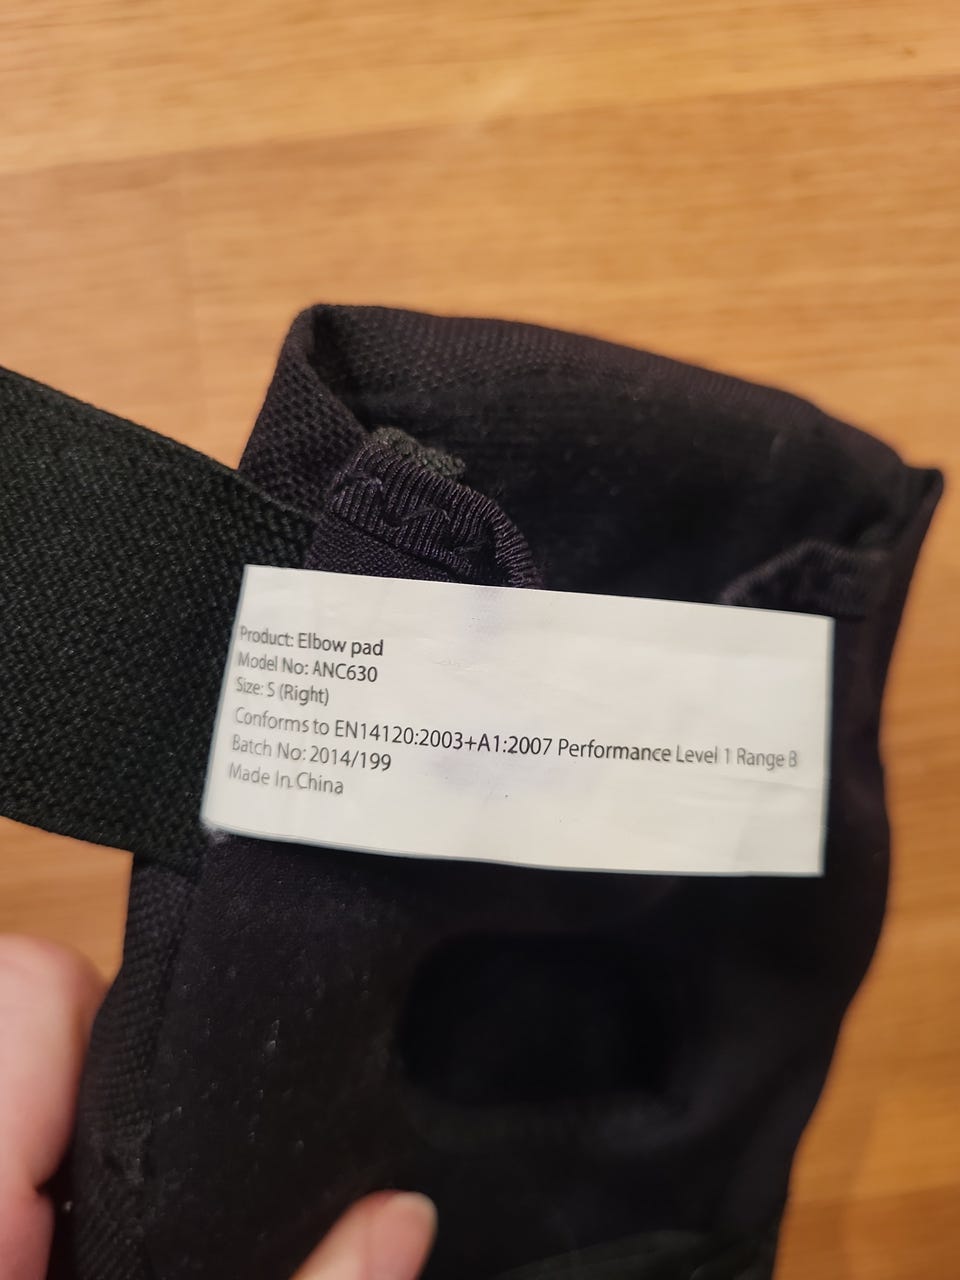 Product: Elbow pad
Model No: ANC630
Size: S (Right)
Conforms to EN14120:2003+A1:2007 Performance Level 1 Range B
Batch No: 2014/199
Made In China